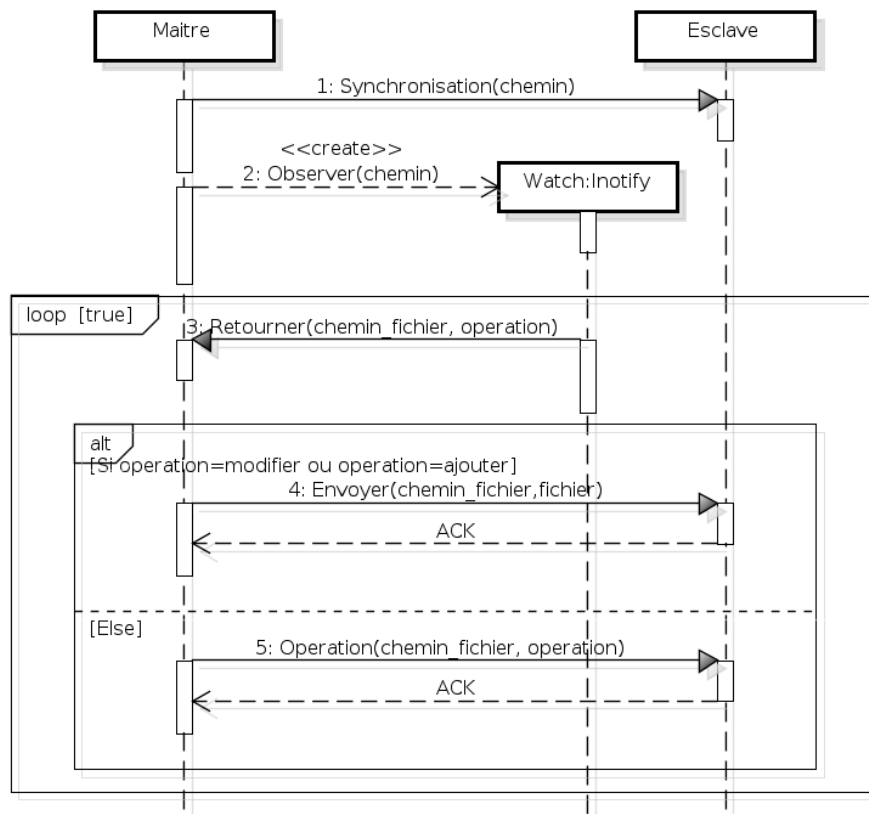 Maitre
Esclave
1: Synchronisation(chemin)
<<create>>
2: Observer(chemin)
Watch:Inotify
loop [true]
3: Retourner(chemin_fichier, operation)
alt
[Si operation=modifier ou operation=ajouter]
4: Envoyer(chemin_fichier,fichier)
ACK
[Else]
5: Operation(chemin_fichier, operation)
ACK